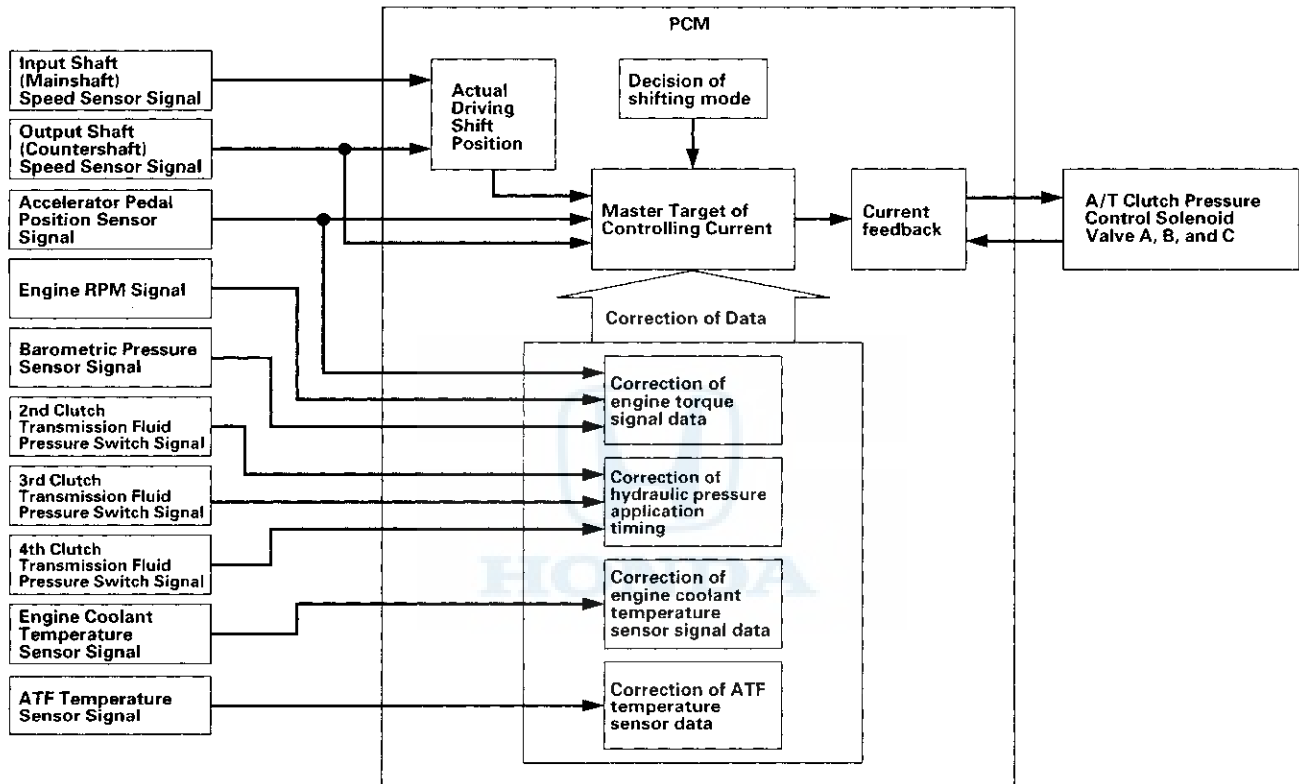 PCM
Input Shaft
(Mainshaft)
Speed Sensor Signal
Output Shaft
(Countershaft)
Speed Sensor Signal
Accelerator Pedal
Position Sensor
Signal
Engine RPM Signal
Barometric Pressure
Sensor Signal
2nd Clutch
Transmission Fluid
Pressure Switch Signal
3rd Clutch
Transmission Fluid
Pressure Switch Signal
4th Clutch
Transmission Fluid
Pressure Switch Signal
Engine Coolant
Temperature
Sensor Signal
ATF Temperature
Sensor Signal
Actual
Driving
Shift
Position
Decision of
shifting mode
Master Target of
Controlling Current
Current
feedback
A/T Clutch Pressure
Control Solenoid
Valve A, B, and C
Correction of Data
Correction of
engine torque
signal data
Correction of
hydraulic pressure
application
timing
HONDA
Correction of
engine coolant
temperature
sensor signal data
Correction of ATF
temperature
sensor data